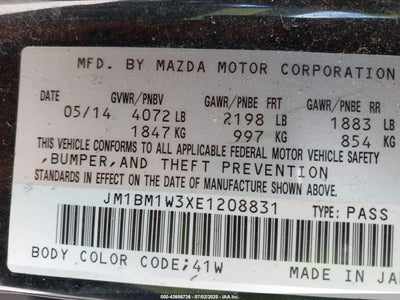 MFD. BY MAZDA MOTOR CORPORATION
DATE GVWR/PNBV GAWR/PNBE FRT GAWR/PNBE RR
05/14 4072 LB 2198 LB 1883 LB
1847 KG 997 KG 854 KG
THIS VEHICLE CONFORMS TO ALL APPLICABLE FEDERAL MOTOR VEHICLE SAFETY
,BUMPER,AND THEFT PREVENTION
STANDARDS IN EFFECT ON THE DATE OF MANUFACTURE SHOWN ABOVE.
JM1BM1W3XE1208831 TYPE: PASS
BODY COLOR CODE;41W MADE IN
000-42656736 - 07/02/2025 - IAA Inc.